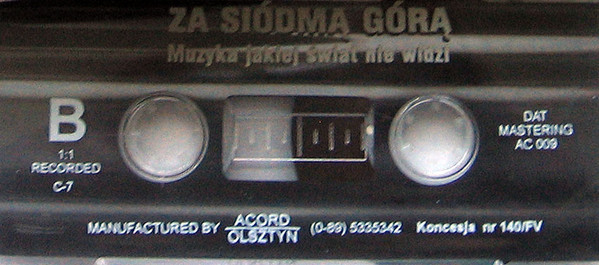 ZA SIÓDMĄ GÓRĄ
Muzyka jakiej świat nie widzi
B
1:1
RECORDED
C-7
DAT
MASTERING
AC 009
MANUFACTURED BY ACORD OLSZTYN (0-89) 5335342 Koncesja nr 140/FV